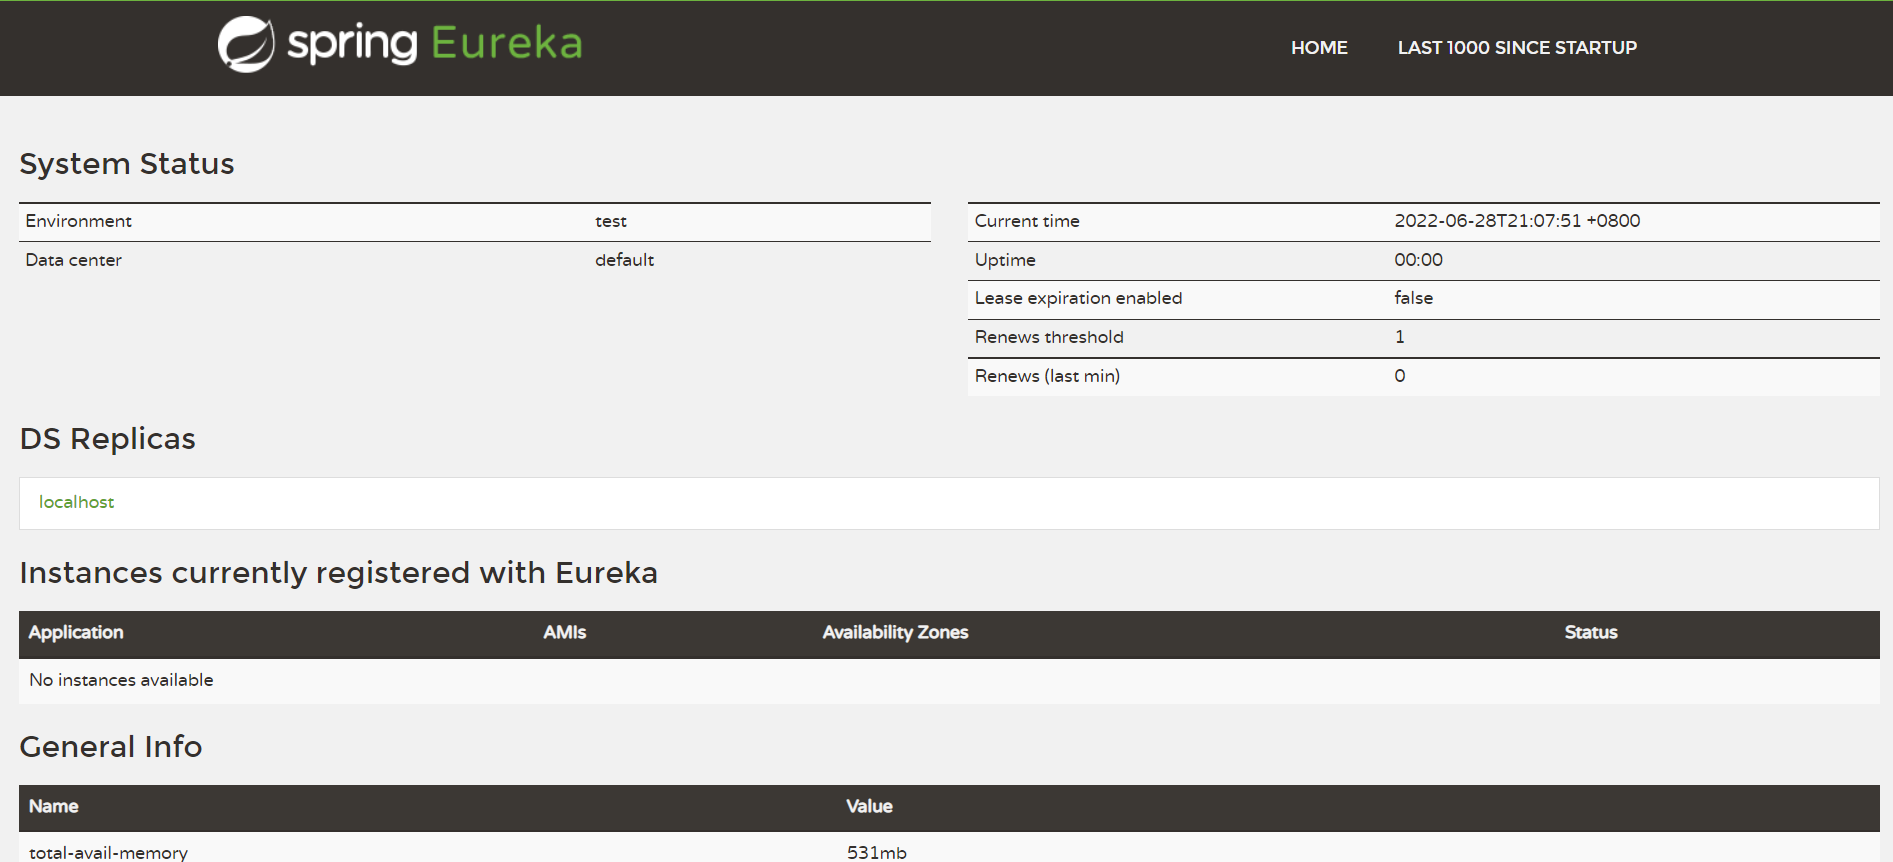 spring Eureka
HOME LAST 1000 SINCE STARTUP
System Status
Environment test
Data center default
Current time 2022-06-28T21:07:51 +0800
Uptime 00:00
Lease expiration enabled false
Renews threshold 1
Renews (last min) 0
DS Replicas
localhost
Instances currently registered with Eureka
Application AMIs Availability Zones Status
No instances available
General Info
Name Value
total-avail-memory 531mb